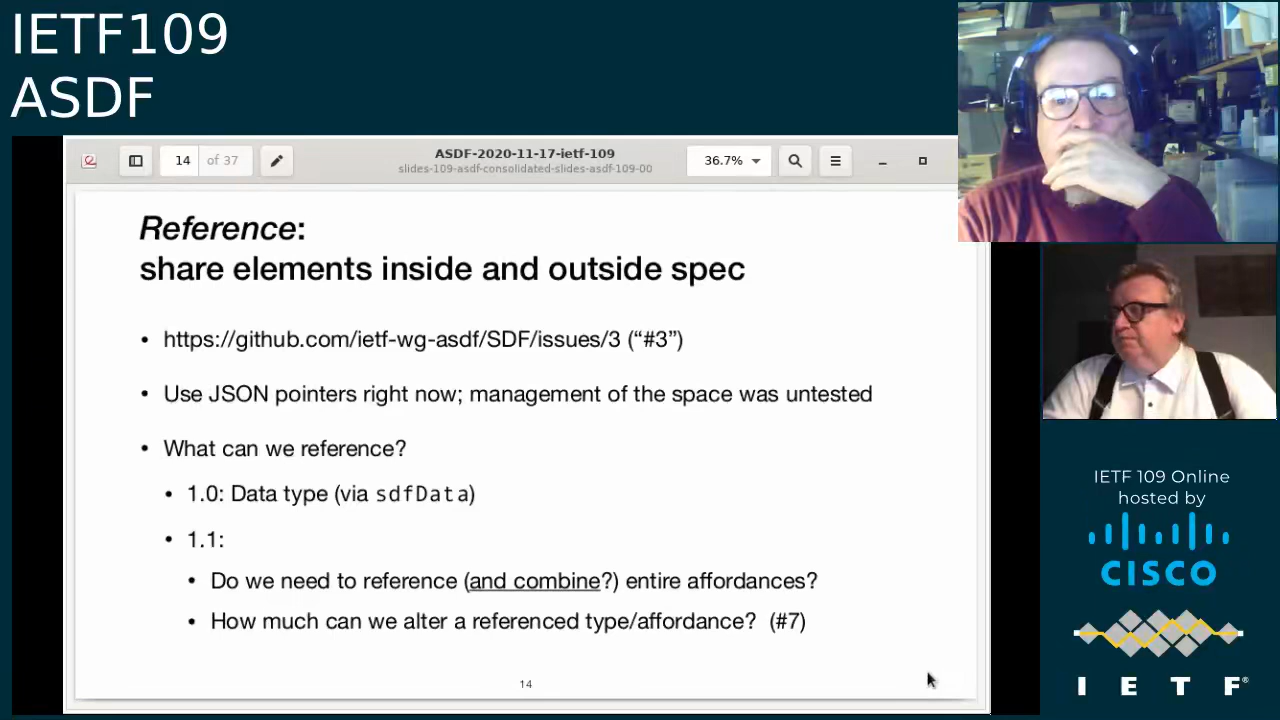 IETF109
ASDF
14 of 37
ASDF-2020-11-17-ietf-109
slides-109-asdf-consolidated-slides-asdf-109-00
36.7%
Reference:
share elements inside and outside spec
• https://github.com/ietf-wg-asdf/SDF/issues/3 (“#3”)
• Use JSON pointers right now; management of the space was untested
• What can we reference?
• 1.0: Data type (via sdfData)
• 1.1:
• Do we need to reference (and combine?) entire affordances?
• How much can we alter a referenced type/affordance? (#7)
14
IETF 109 Online
hosted by
CISCO
I E T F®